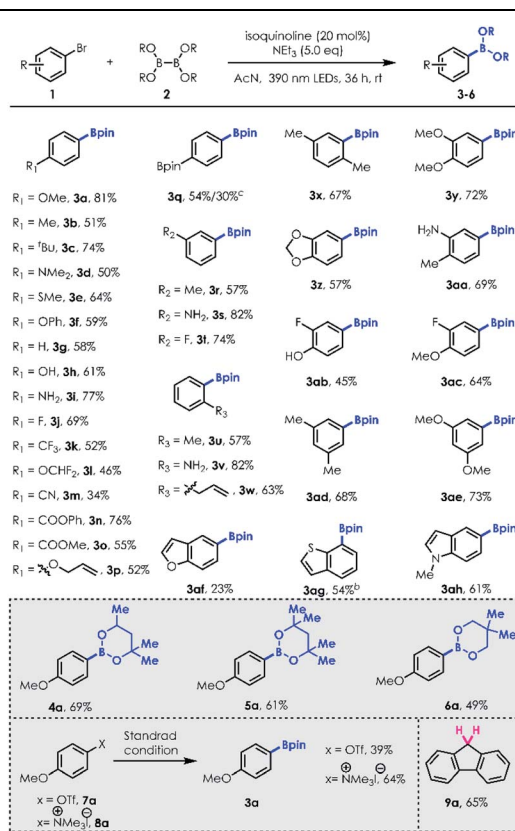 isoquinoline (20 mol%)
NEt3 (5.0 eq)
AcN, 390 nm LEDs, 36 h, rt
R
Br
1
+
RO OR
B-B
RO OR
2
OR
B
OR
R
3-6
Bpin
R1
R1 = OMe, 3a, 81%
R1 = Me, 3b, 51%
R1 = tBu, 3c, 74%
R1 = NMe2, 3d, 50%
R1 = SMe, 3e, 64%
R1 = OPh, 3f, 59%
R1 = H, 3g, 58%
R1 = OH, 3h, 61%
R1 = NH2, 3i, 77%
R1 = F, 3j, 69%
R1 = CF3, 3k, 52%
R1 = OCHF2, 3l, 46%
R1 = CN, 3m, 34%
R1 = COOPh, 3n, 76%
R1 = COOMe, 3o, 55%
R1 = O , 3p, 52%
Bpin
Bpin
3q, 54%/30%c
R2 Bpin
R2 = Me, 3r, 57%
R2 = NH2, 3s, 82%
R2 = F, 3t, 74%
Bpin
R3
R3 = Me, 3u, 57%
R3 = NH2, 3v, 82%
R3 = , 3w, 63%
Bpin
O
3af, 23%
Me
Bpin
Me
3x, 67%
O Bpin
O
3z, 57%
F Bpin
HO
3ab, 45%
Me Bpin
Me
3ad, 68%
Bpin
S
3ag, 54%b
MeO Bpin
MeO
3y, 72%
H2N Bpin
Me
3aa, 69%
F Bpin
MeO
3ac, 64%
MeO Bpin
OMe
3ae, 73%
Bpin
N
Me
3ah, 61%
Me
O Me
B O Me
MeO
4a, 69%
Me Me
O Me
B O Me
MeO
5a, 61%
Me
O Me
B O
MeO
6a, 49%
X
MeO
x = OTf, 7a
x= NMe3I, 8a
⊕ ⊖
Standrad
condition
Bpin
MeO
3a
x = OTf, 39%
⊕ ⊖
x= NMe3I, 64%
H H
9a, 65%